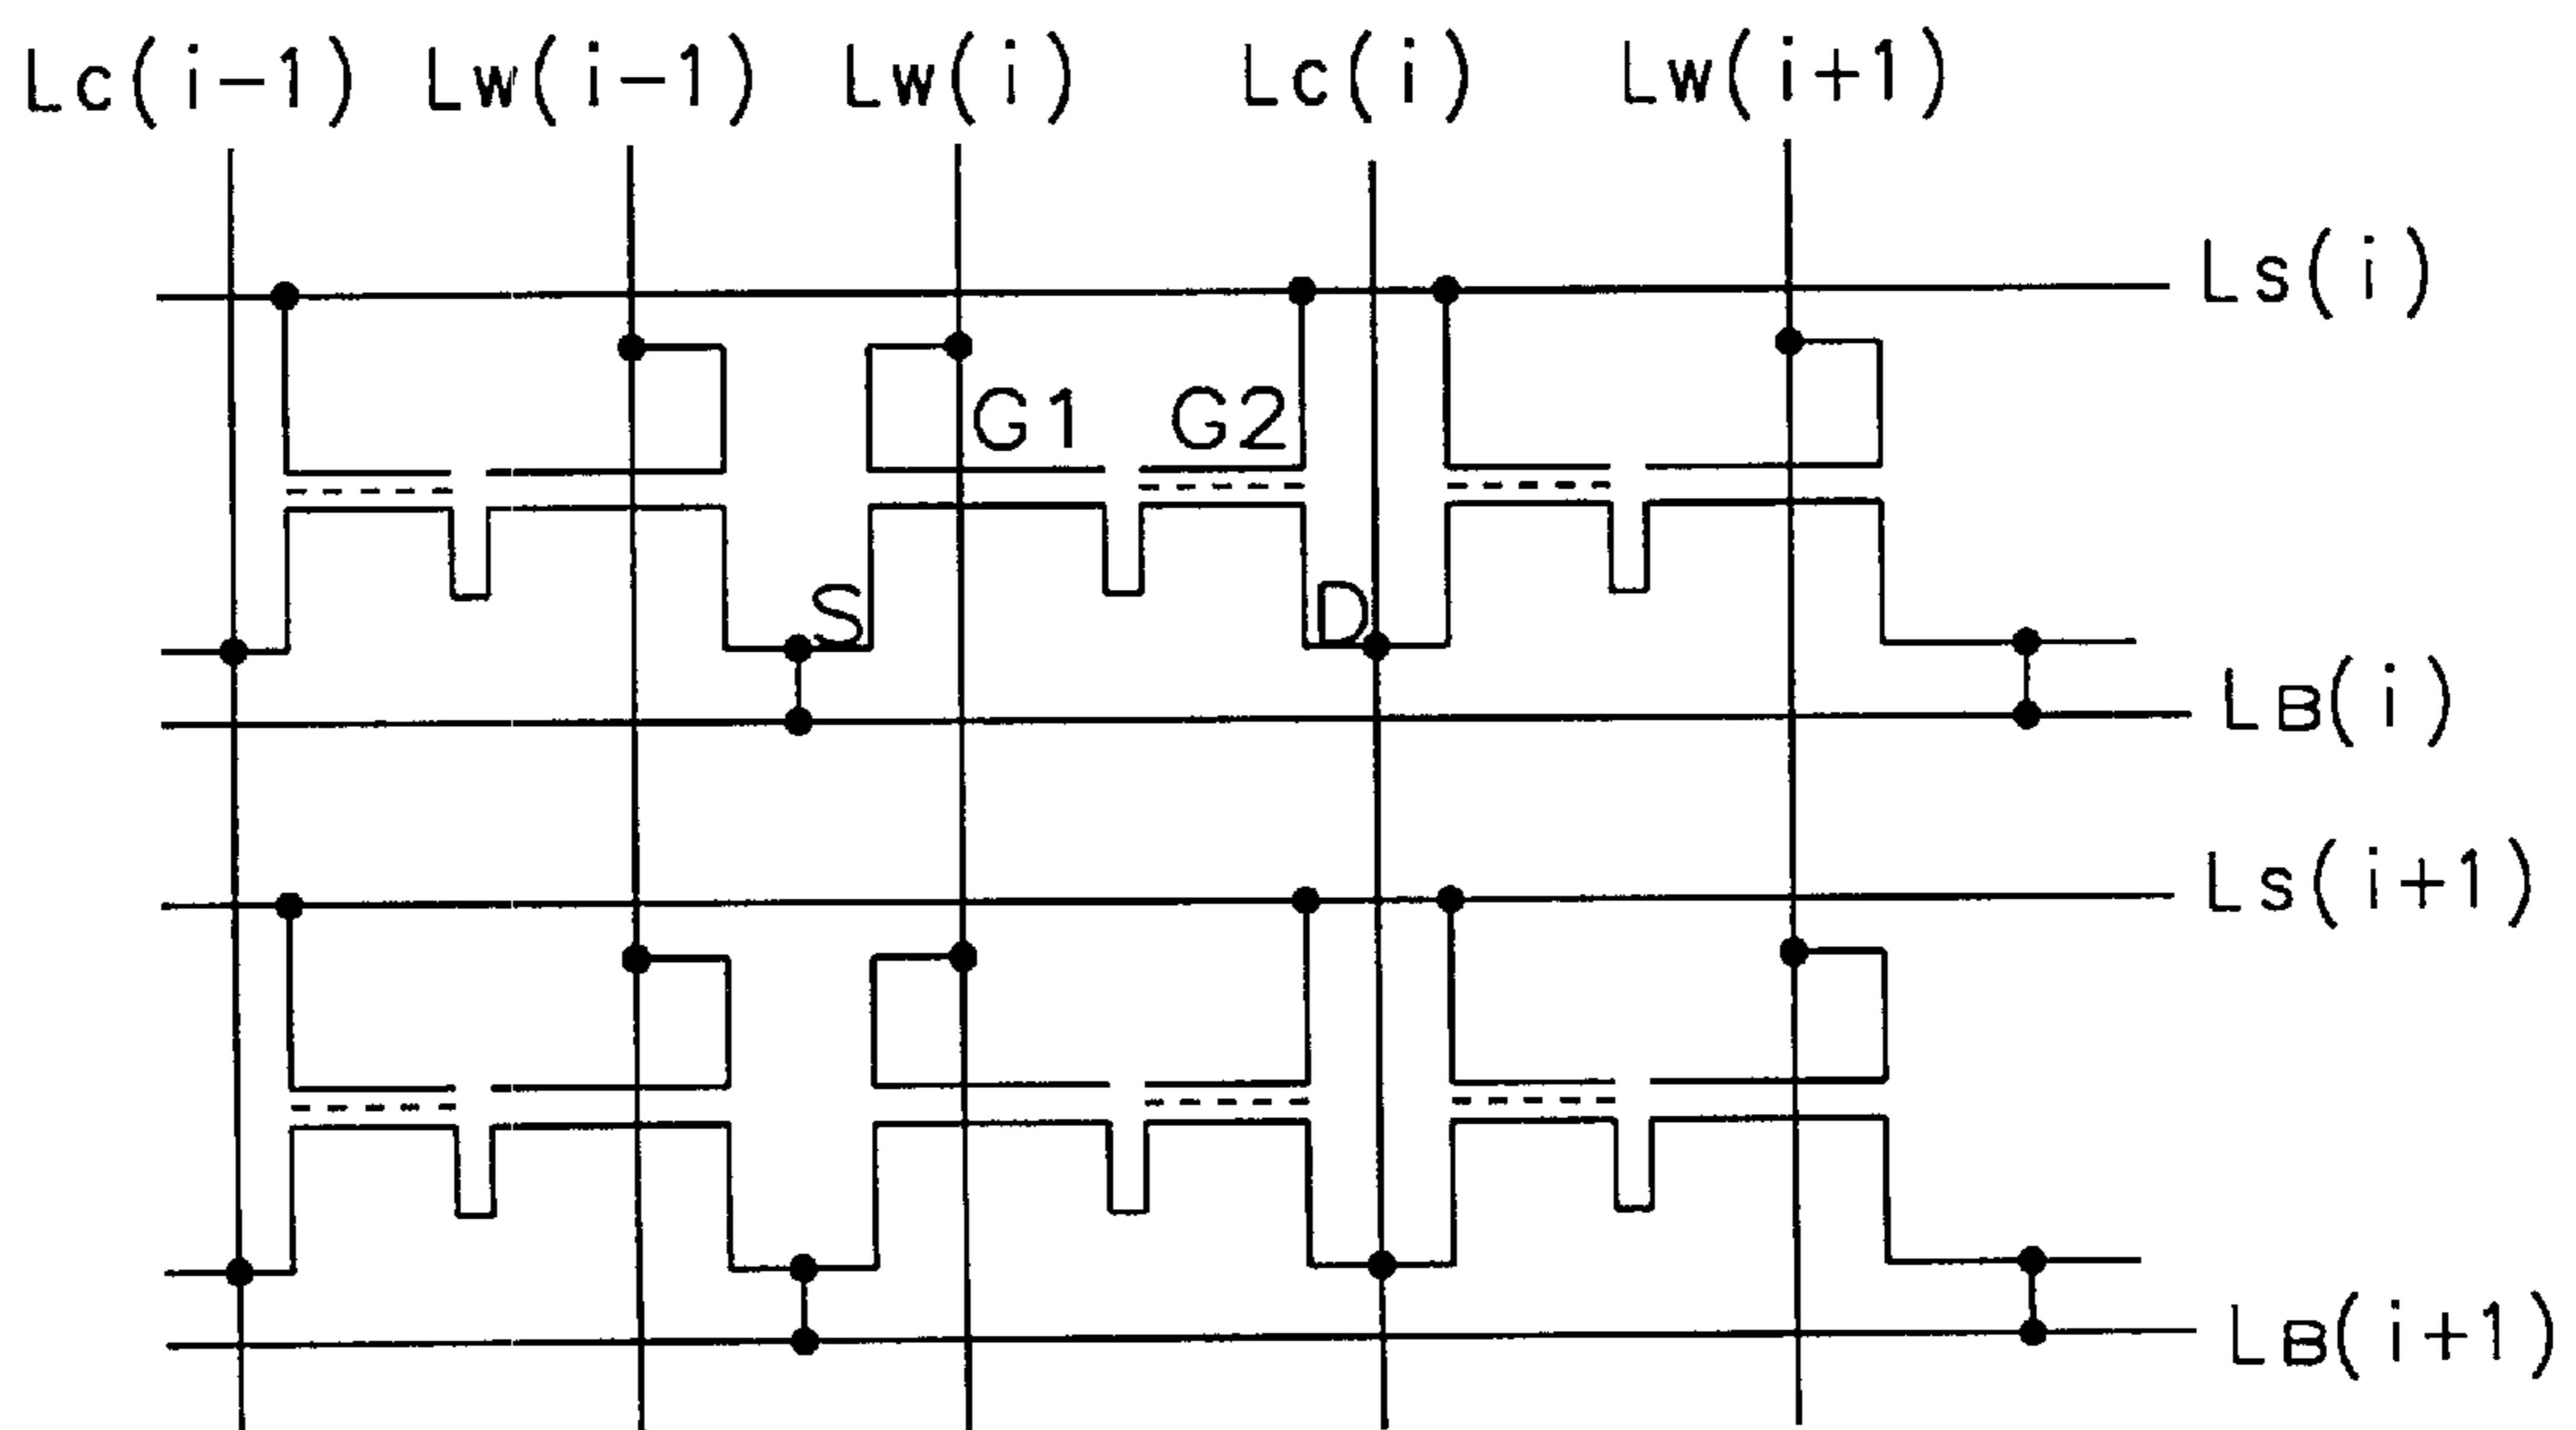 Lc(i-1) Lw(i-1) Lw(i) Lc(i) Lw(i+1)
Ls(i)
G1 G2
S D
LB(i)
Ls(i+1)
LB(i+1)